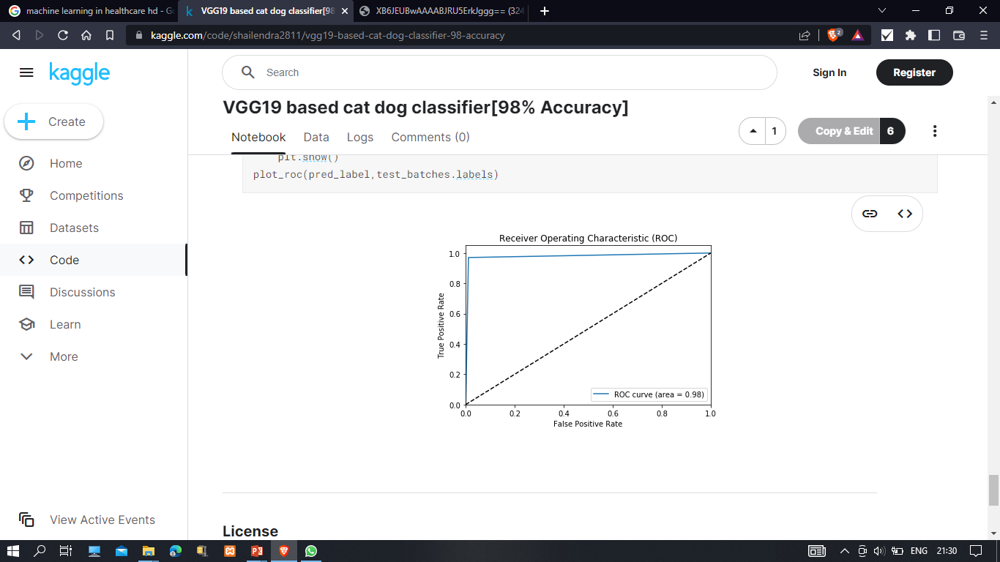 machine learning in healthcare hd - Go
VGG19 based cat dog classifier[98
XB6JEUBwAAAABJRU5ErkJggg== (324
kaggle.com/code/shailendra2811/vgg19-based-cat-dog-classifier-98-accuracy
2
kaggle
Search
Sign In
Register
Create
Home
Competitions
Datasets
Code
Discussions
Learn
More
View Active Events
VGG19 based cat dog classifier[98% Accuracy]
Notebook Data Logs Comments (0)
1
Copy & Edit 6
plt.show()
plot_roc(pred_label,test_batches.labels)
Receiver Operating Characteristic (ROC)
True Positive Rate
1.0
0.8
0.6
0.4
0.2
0.0
ROC curve (area = 0.98)
0.0 0.2 0.4 0.6 0.8 1.0
False Positive Rate
License
ENG 21:30